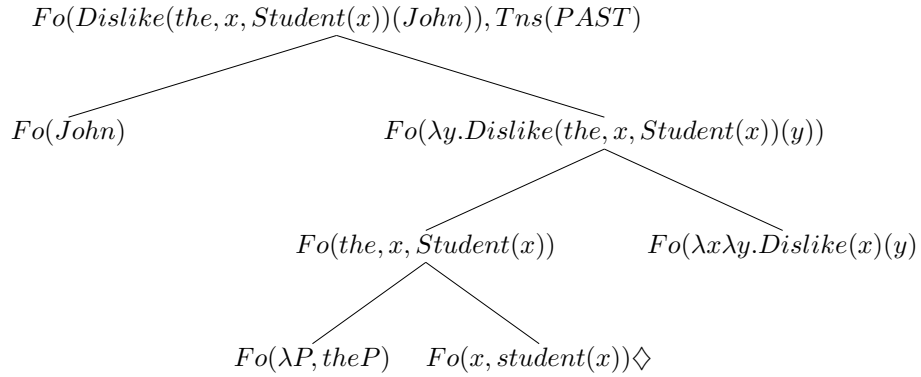 Fo(Dislike(the, x, Student(x))(John)), Tns(PAST)
Fo(John) Fo(λy.Dislike(the, x, Student(x))(y))
Fo(the, x, Student(x)) Fo(λxλy.Dislike(x)(y)
Fo(λP, theP) Fo(x, student(x))♢